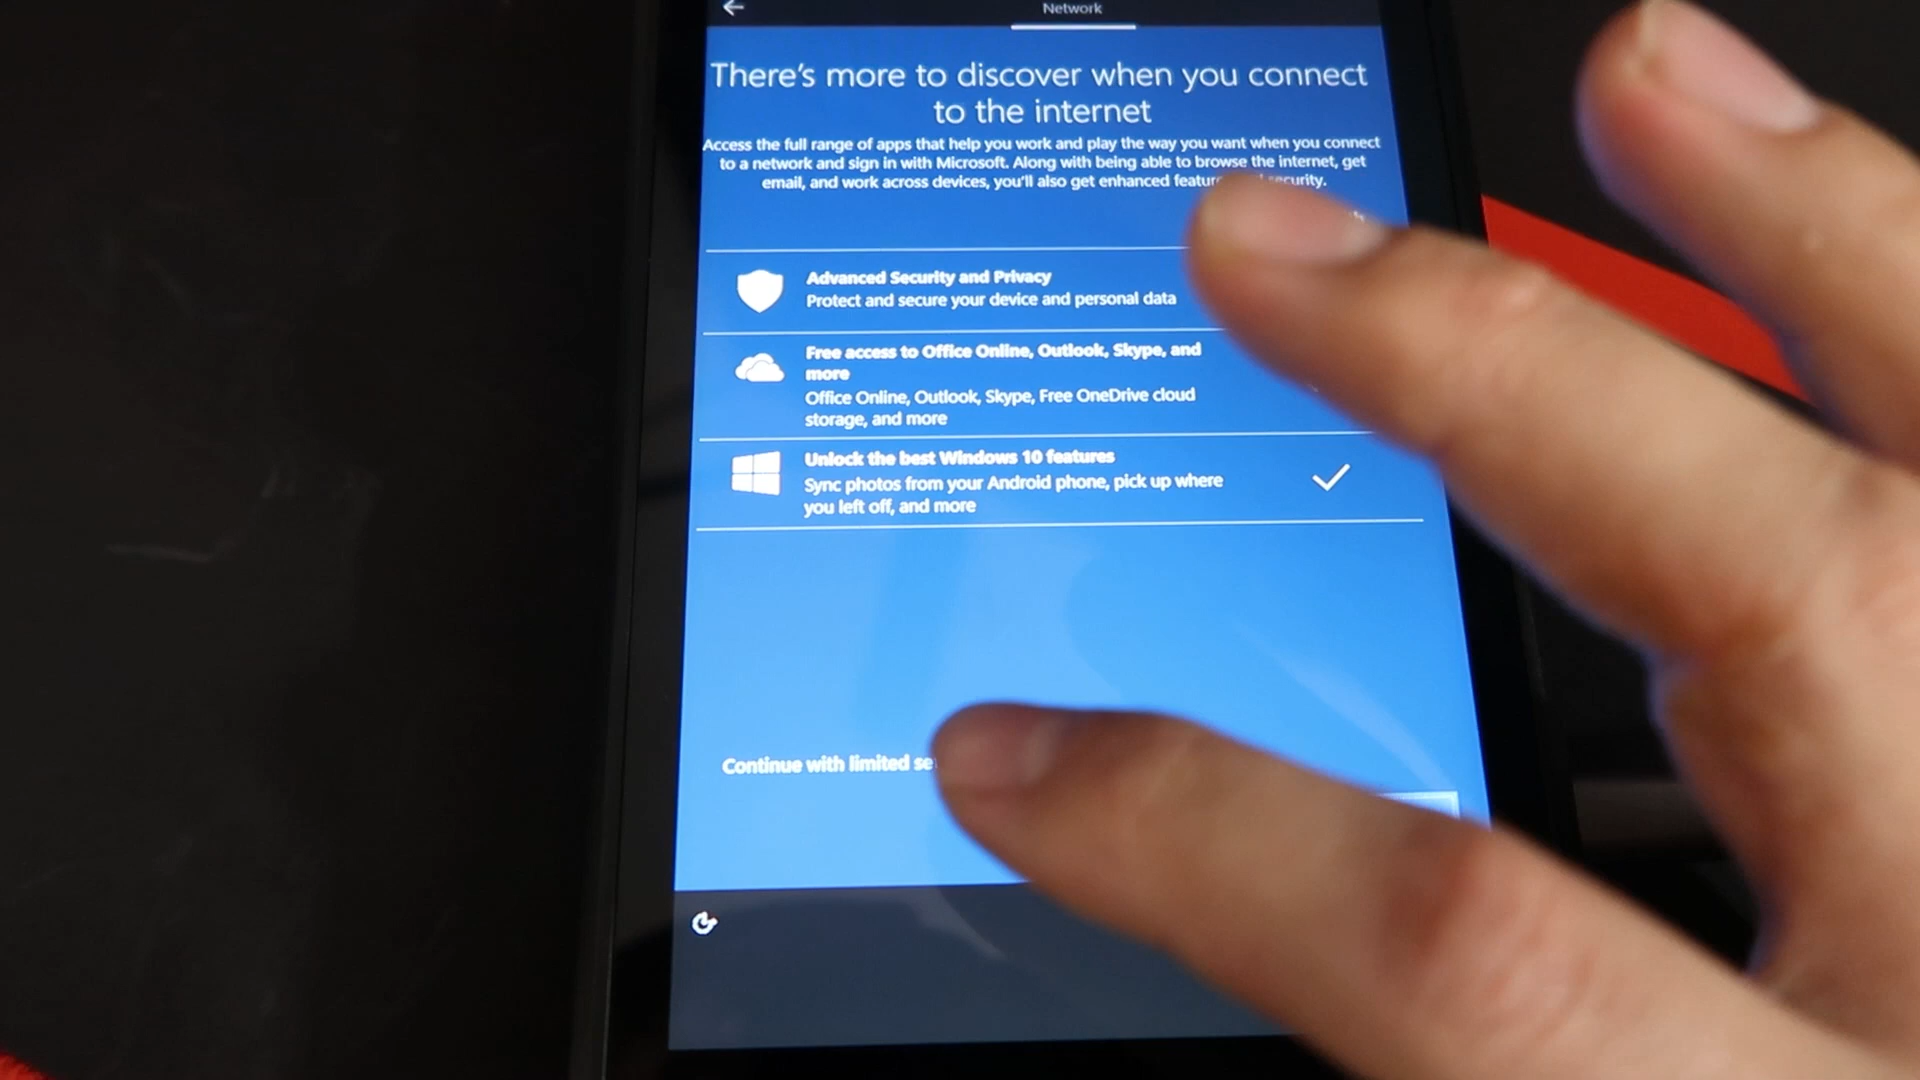 Network
There's more to discover when you connect
to the internet
Access the full range of apps that help you work and play the way you want when you connect
to a network and sign in with Microsoft. Along with being able to browse the internet, get
email, and work across devices, you'll also get enhanced
Advanced Security and Privacy
Protect and secure your device and personal data
Free access to Office Online, Outlook, Skype, and
more
Office Online, Outlook, Skype, Free OneDrive cloud
storage, and more
Unlock the best Windows 10 features
Sync photos from your Android phone, pick up where
you left off, and more
Continue with limited